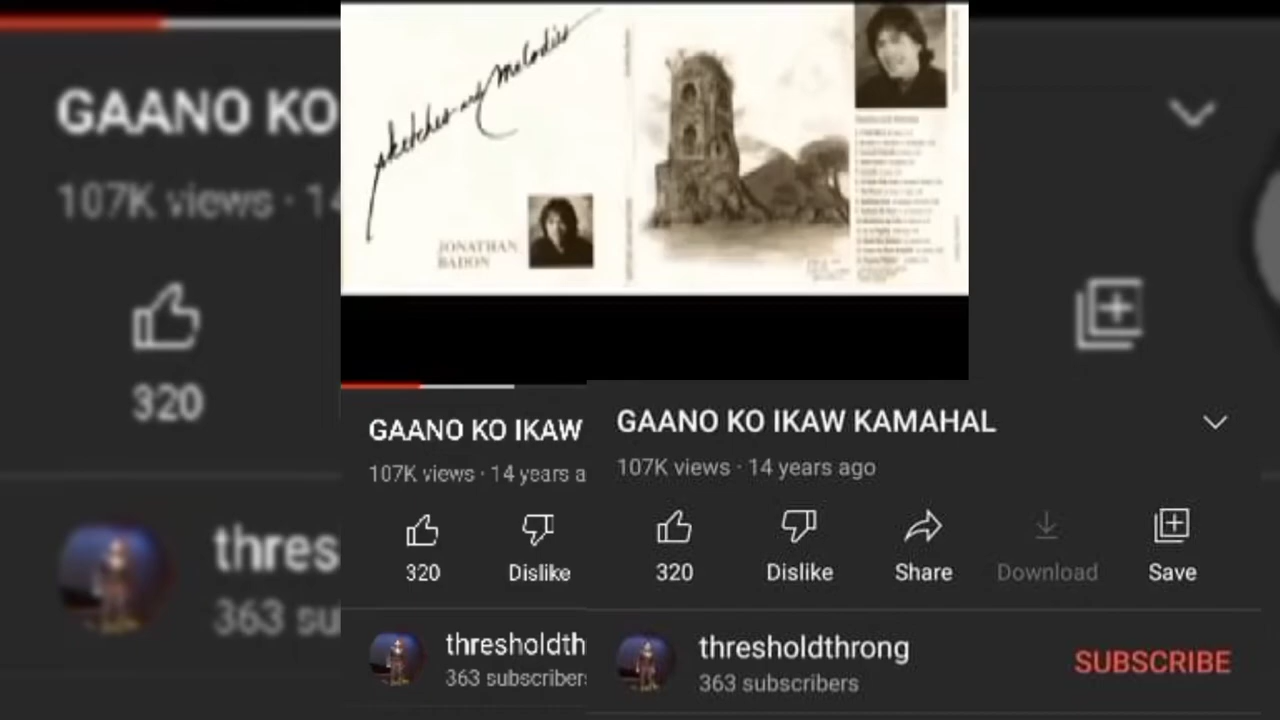 sketches and Melodies
JONATHAN
BADON
GAANO KO
107K views · 14
320
thres
363 su
GAANO KO IKAW
107K views · 14 years a
320
Dislike
thresholdth
363 subscribers
GAANO KO IKAW KAMAHAL
107K views · 14 years ago
320
Dislike
Share
Download
Save
thresholdthrong
363 subscribers
SUBSCRIBE